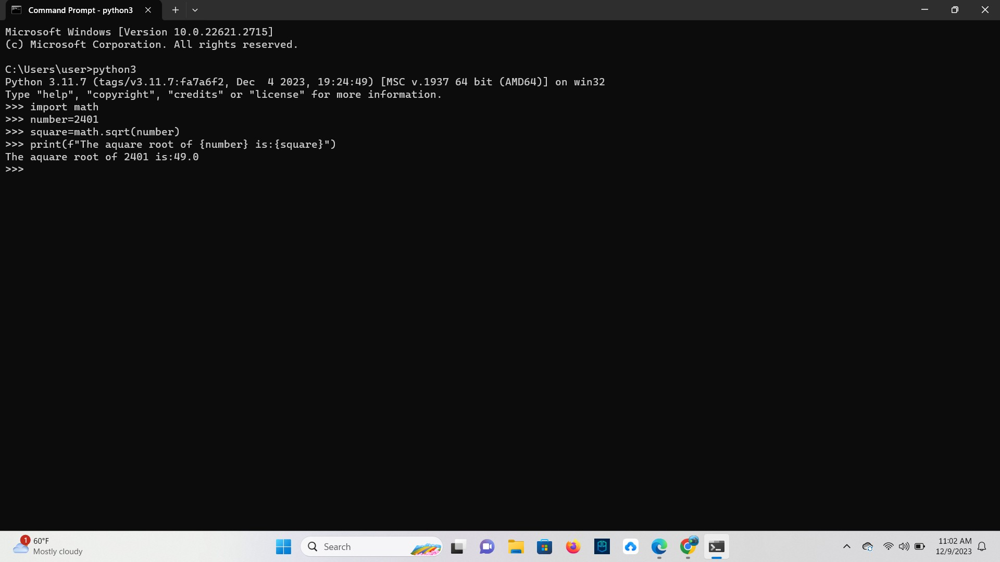 Command Prompt - python3
Microsoft Windows [Version 10.0.22621.2715]
(c) Microsoft Corporation. All rights reserved.
C:\Users\user>python3
Python 3.11.7 (tags/v3.11.7:fa7a6f2, Dec  4 2023, 19:24:49) [MSC v.1937 64 bit (AMD64)] on win32
Type "help", "copyright", "credits" or "license" for more information.
>>> import math
>>> number=2401
>>> square=math.sqrt(number)
>>> print(f"The aquare root of {number} is:{square}")
The aquare root of 2401 is:49.0
>>>
1
60°F
Mostly cloudy
Search
11:02 AM
12/9/2023